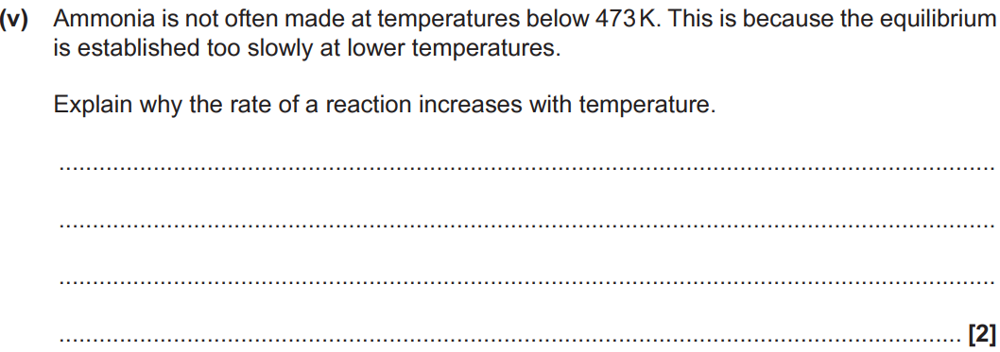 (v) Ammonia is not often made at temperatures below 473 K. This is because the equilibrium
is established too slowly at lower temperatures.
Explain why the rate of a reaction increases with temperature.
..........................................................................................
..........................................................................................
..........................................................................................
.......................................................................................... [2]